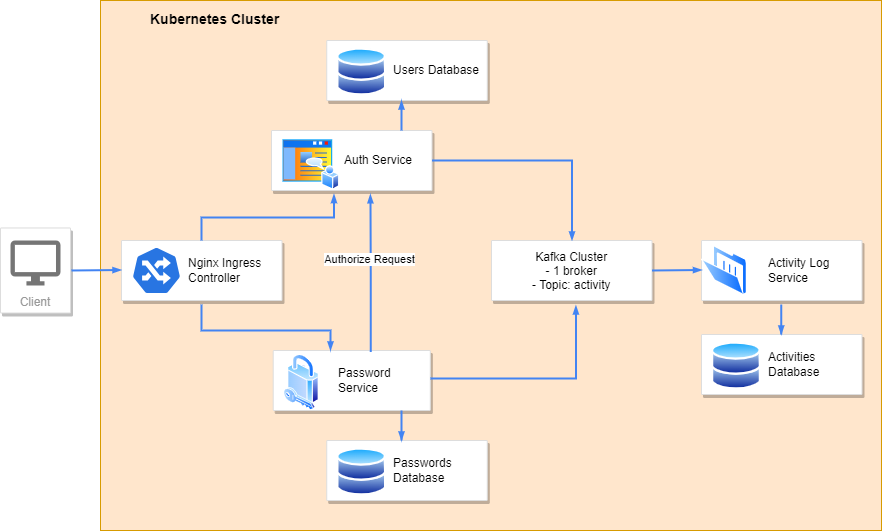 Kubernetes Cluster
Users Database
Auth Service
Nginx Ingress
Controller
Client
Authorize Request
Kafka Cluster
- 1 broker
- Topic: activity
Activity Log
Service
Password
Service
Activities
Database
Passwords
Database